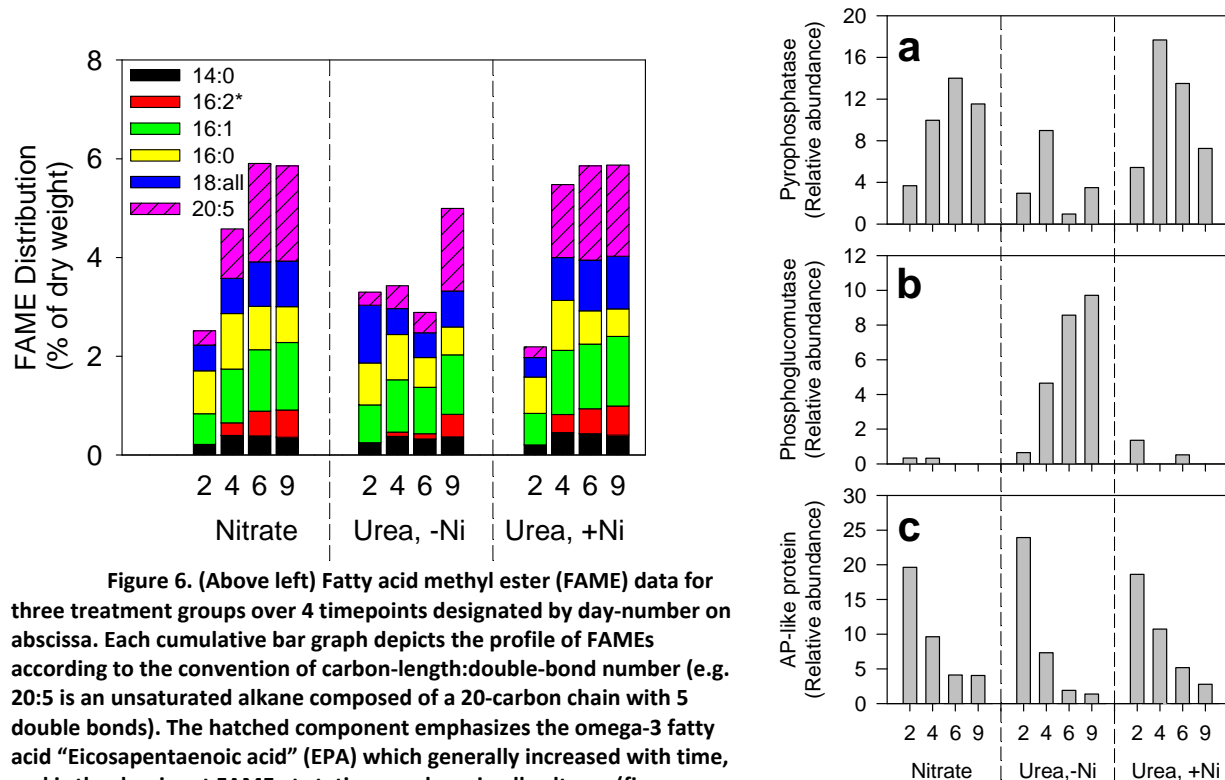 8
6
4
2
0
FAME Distribution
(% of dry weight)
14:0
16:2*
16:1
16:0
18:all
20:5
2 4 6 9 2 4 6 9 2 4 6 9
Nitrate Urea, -Ni Urea, +Ni
Figure 6. (Above left) Fatty acid methyl ester (FAME) data for
three treatment groups over 4 timepoints designated by day-number on
abscissa. Each cumulative bar graph depicts the profile of FAMEs
according to the convention of carbon-length:double-bond number (e.g.
20:5 is an unsaturated alkane composed of a 20-carbon chain with 5
double bonds). The hatched component emphasizes the omega-3 fatty
acid “Eicosapentaenoic acid” (EPA) which generally increased with time,
a
20
16
12
8
4
0
Pyrophosphatase
(Relative abundance)
b
12
10
8
6
4
2
0
Phosphoglucomutase
(Relative abundance)
c
30
25
20
15
10
5
0
AP-like protein
(Relative abundance)
2 4 6 9 2 4 6 9 2 4 6 9
Nitrate Urea,-Ni Urea, +Ni